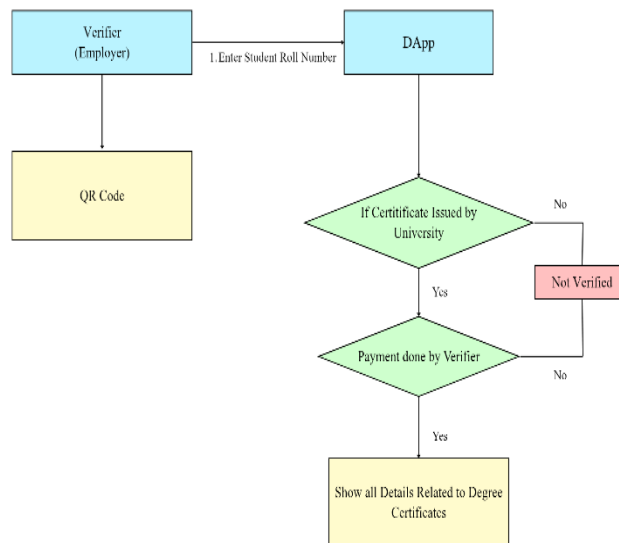 Verifier
(Employer)
DApp
1.Enter Student Roll Number
QR Code
If Certitificate Issued by
University
No
Not Verified
Yes
Payment done by Verifier
No
Yes
Show all Details Related to Degree
Certificates